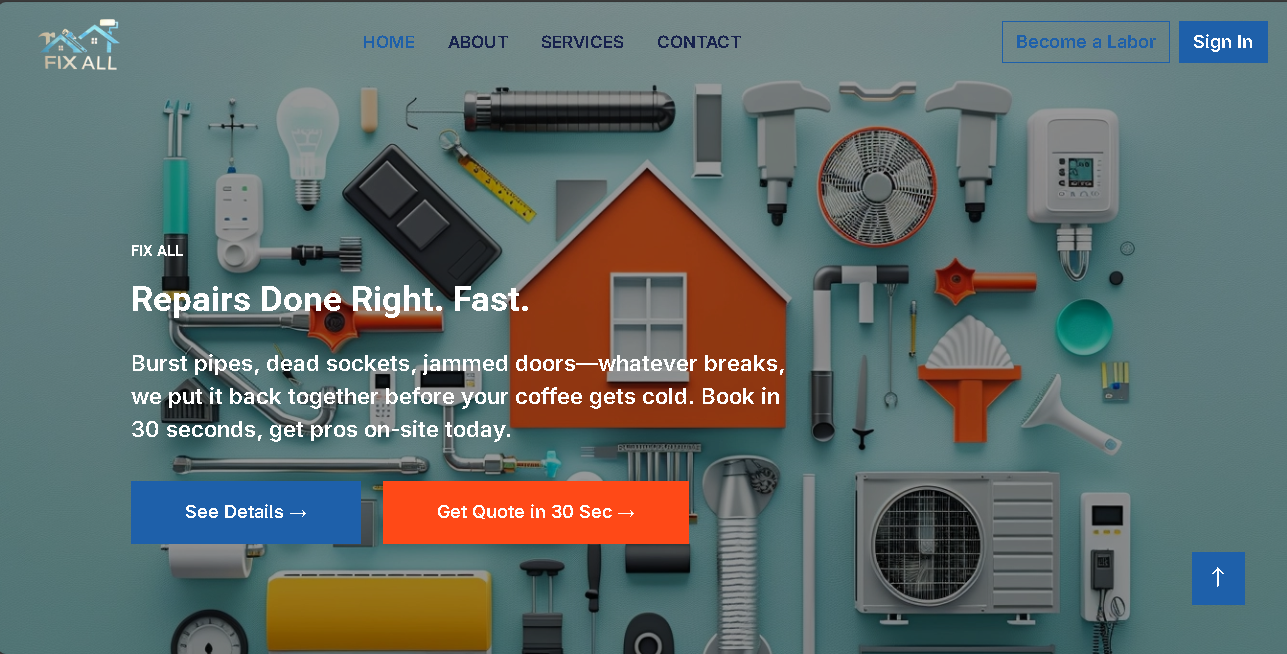 FIX ALL
HOME
ABOUT
SERVICES
CONTACT
Become a Labor
Sign In
FIX ALL
Repairs Done Right. Fast.
Burst pipes, dead sockets, jammed doors—whatever breaks,
we put it back together before your coffee gets cold. Book in
30 seconds, get pros on-site today.
See Details →
Get Quote in 30 Sec →
↑